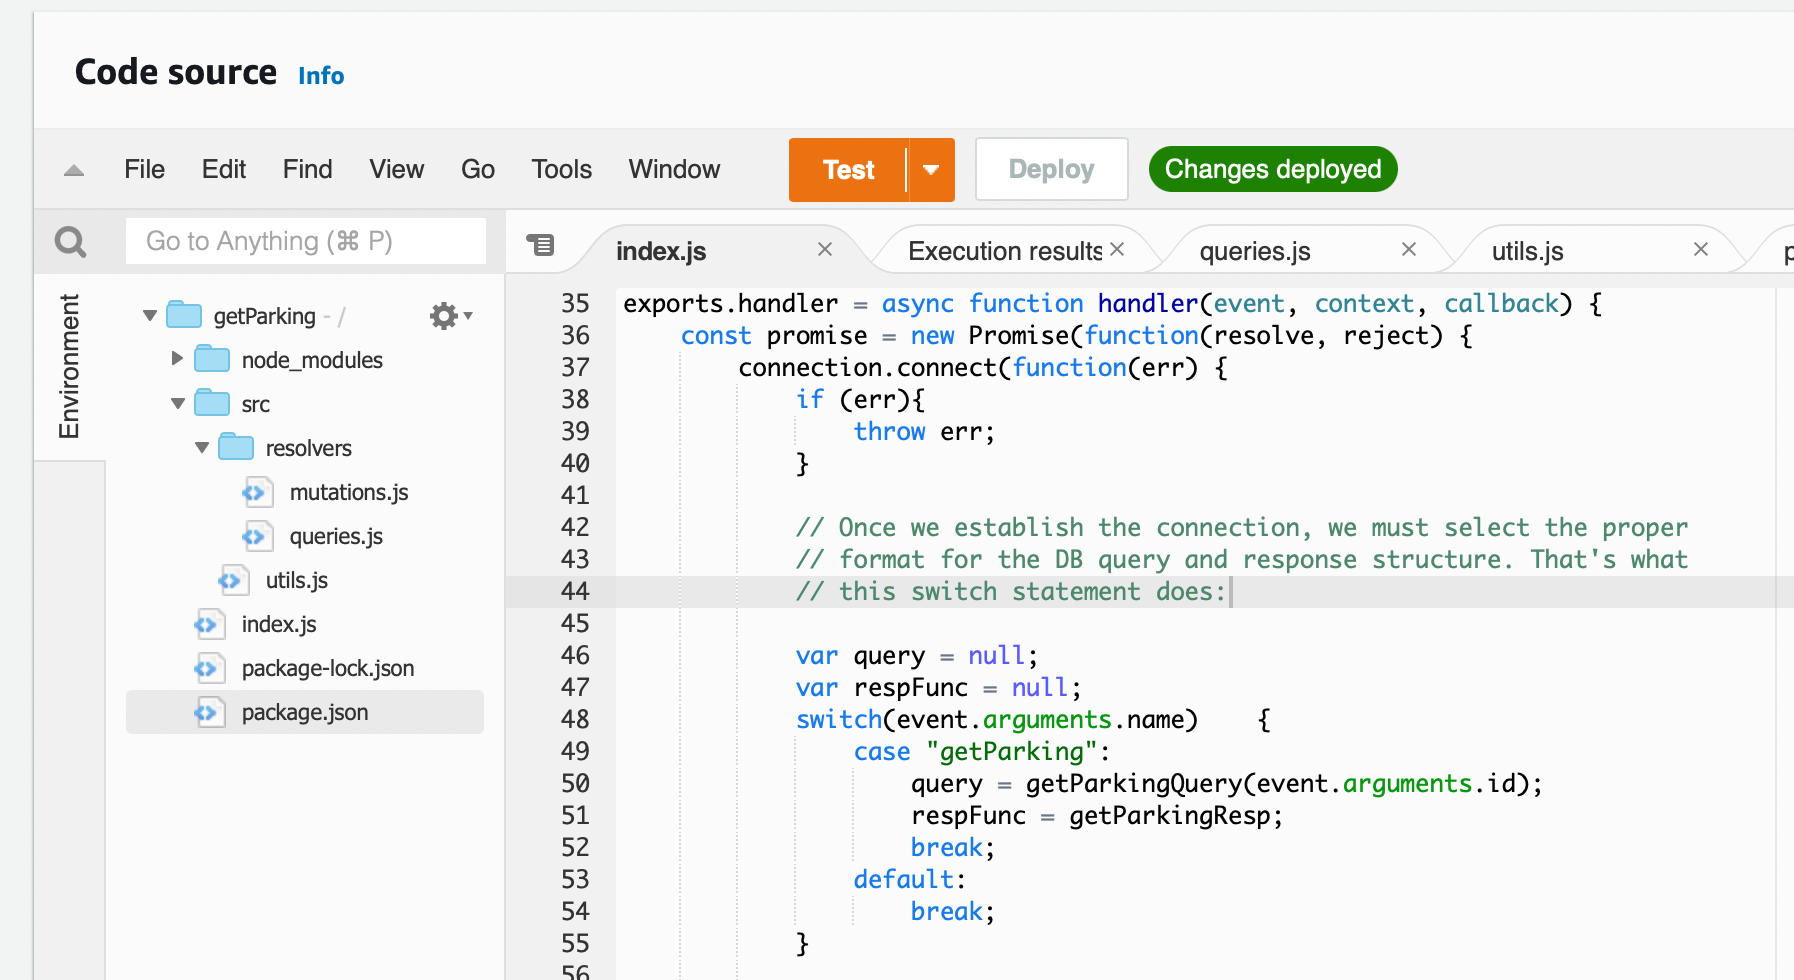 Code source Info
File Edit Find View Go Tools Window Test Deploy Changes deployed
Go to Anything (⌘ P)
index.js Execution results queries.js utils.js
Environment
getParking - /
node_modules
src
resolvers
mutations.js
queries.js
utils.js
index.js
package-lock.json
package.json
35 exports.handler = async function handler(event, context, callback) {
36     const promise = new Promise(function(resolve, reject) {
37         connection.connect(function(err) {
38             if (err){
39                 throw err;
40             }
41
42             // Once we establish the connection, we must select the proper
43             // format for the DB query and response structure. That's what
44             // this switch statement does:
45
46             var query = null;
47             var respFunc = null;
48             switch(event.arguments.name)    {
49                 case "getParking":
50                     query = getParkingQuery(event.arguments.id);
51                     respFunc = getParkingResp;
52                     break;
53                 default:
54                     break;
55             }
56